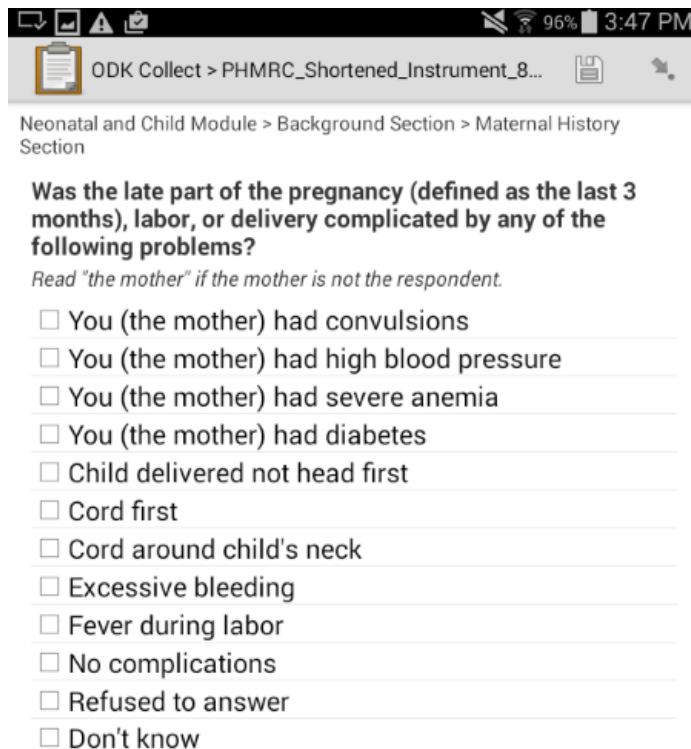 96% 3:47 PM
ODK Collect > PHMRC_Shortened_Instrument_8...
Neonatal and Child Module > Background Section > Maternal History
Section
Was the late part of the pregnancy (defined as the last 3
months), labor, or delivery complicated by any of the
following problems?
Read "the mother" if the mother is not the respondent.
You (the mother) had convulsions
You (the mother) had high blood pressure
You (the mother) had severe anemia
You (the mother) had diabetes
Child delivered not head first
Cord first
Cord around child's neck
Excessive bleeding
Fever during labor
No complications
Refused to answer
Don't know